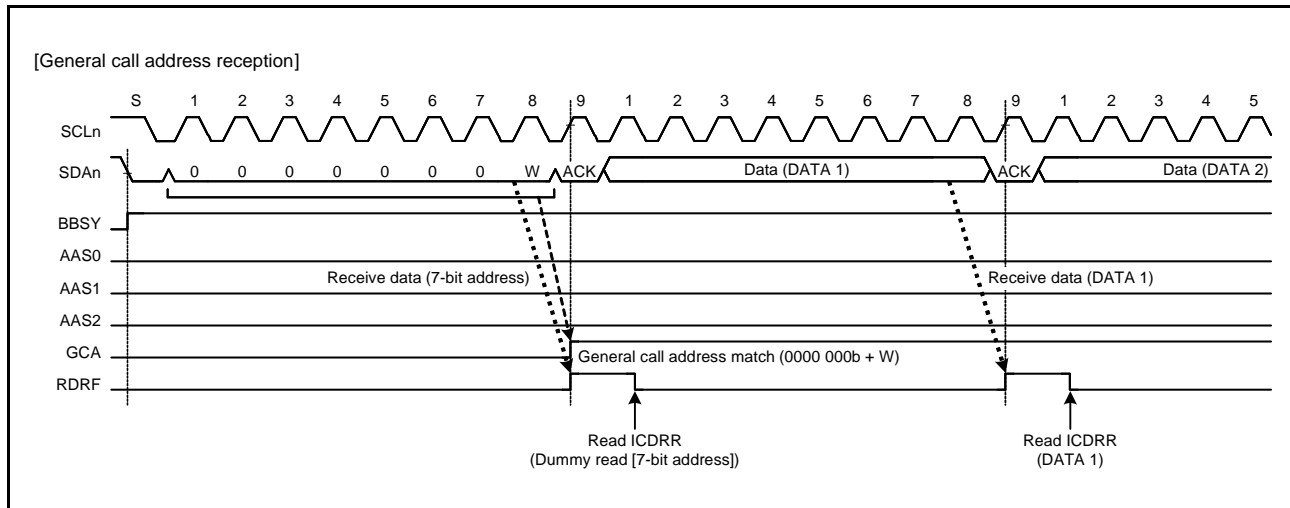 [General call address reception]
S 1 2 3 4 5 6 7 8 9 1 2 3 4 5 6 7 8 9 1 2 3 4 5
SCLn
SDAn 0 0 0 0 0 0 0 W ACK Data (DATA 1) ACK Data (DATA 2)
BBSY
AAS0
Receive data (7-bit address) Receive data (DATA 1)
AAS1
AAS2
GCA General call address match (0000 000b + W)
RDRF
Read ICDRR
(Dummy read [7-bit address])
Read ICDRR
(DATA 1)